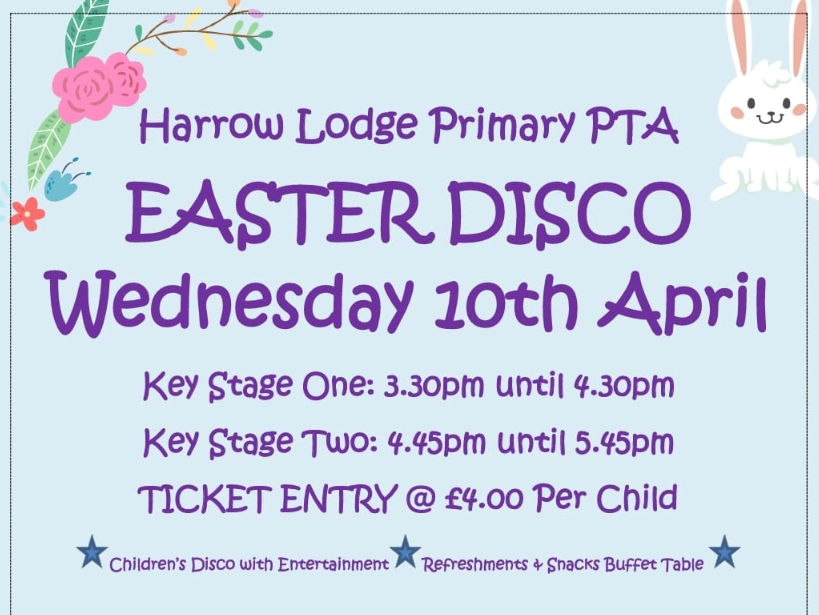 Harrow Lodge Primary PTA
EASTER DISCO
Wednesday 10th April
Key Stage One: 3.30pm until 4.30pm
Key Stage Two: 4.45pm until 5.45pm
TICKET ENTRY @ £4.00 Per Child
Children's Disco with Entertainment Refreshments & Snacks Buffet Table